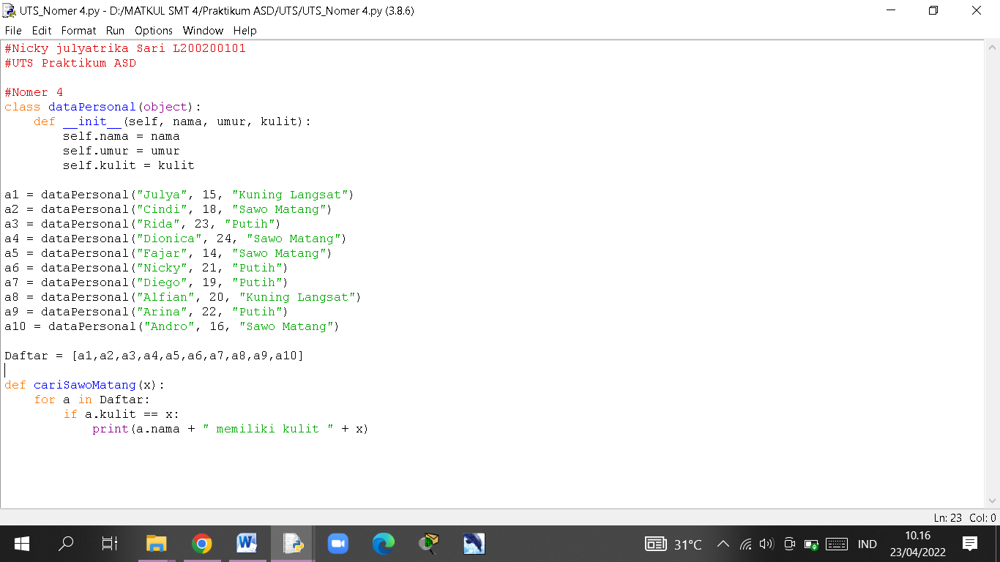 UTS_Nomer 4.py - D:/MATKUL SMT 4/Praktikum ASD/UTS/UTS_Nomer 4.py (3.8.6)
File Edit Format Run Options Window Help
#Nicky julyatrika Sari L200200101
#UTS Praktikum ASD

#Nomer 4
class dataPersonal(object):
    def __init__(self, nama, umur, kulit):
        self.nama = nama
        self.umur = umur
        self.kulit = kulit

a1 = dataPersonal("Julya", 15, "Kuning Langsat")
a2 = dataPersonal("Cindi", 18, "Sawo Matang")
a3 = dataPersonal("Rida", 23, "Putih")
a4 = dataPersonal("Dionica", 24, "Sawo Matang")
a5 = dataPersonal("Fajar", 14, "Sawo Matang")
a6 = dataPersonal("Nicky", 21, "Putih")
a7 = dataPersonal("Diego", 19, "Putih")
a8 = dataPersonal("Alfian", 20, "Kuning Langsat")
a9 = dataPersonal("Arina", 22, "Putih")
a10 = dataPersonal("Andro", 16, "Sawo Matang")

Daftar = [a1,a2,a3,a4,a5,a6,a7,a8,a9,a10]

def cariSawoMatang(x):
    for a in Daftar:
        if a.kulit == x:
            print(a.nama + " memiliki kulit " + x)
Ln: 23 Col: 0
31°C IND 10.16
23/04/2022